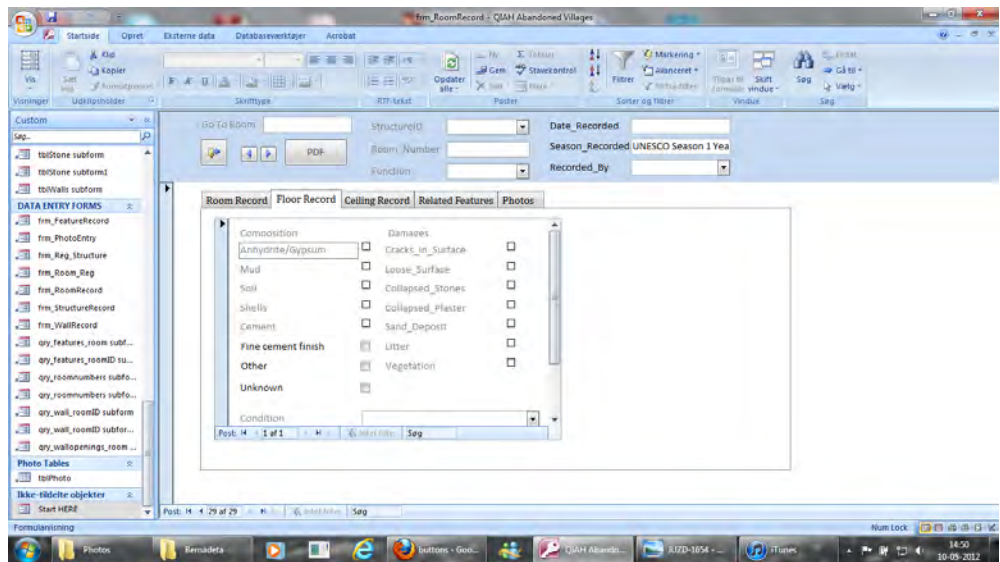 frm_RoomRecord - QIAH Abandoned Villages
Startside Opret Eksterne data Databaseværktøjer Acrobat
Klip
Kopier
Vis
F K U
Opdater
alle
Gem Σ Totaler
Stavekontrol
Filtrer
Markering
Avanceret
Skift
vindue
Søg
Gå til
Vælg
Visninger Udklipsholder Skrifttype RTF-tekst Poster Sorter og filtrer Vindue Søg
Custom
Søg..
tblStone subform
tblStone subform1
tblWalls subform
DATA ENTRY FORMS
frm_FeatureRecord
frm_PhotoEntry
frm_Reg_Structure
frm_Room_Reg
frm_RoomRecord
frm_StructureRecord
frm_WallRecord
qry_features_room subf...
qry_features_roomID su...
qry_roomnumbers subfo...
qry_roomnumbers subfo...
qry_wall_roomID subform
qry_wall_roomID subfor...
qry_wallopenings_room ...
Photo Tables
tblPhoto
Ikke-tildelte objekter
Start HERE
Go To Room
PDF
StructureID
Room_Number
Function
Date_Recorded
Season_Recorded UNESCO Season 1 Yea
Recorded_By
Room Record Floor Record Ceiling Record Related Features Photos
Composition Damages
Anhydrite/Gypsum Cracks_In_Surface
Mud Loose_Surface
Soil Collapsed_Stones
Shells Collapsed_Plaster
Cement Sand_Deposit
Fine cement finish Litter
Other Vegetation
Unknown
Condition
Post: 1 af 1 Intet filter Søg
Post: 29 af 29 Intet filter Søg
Formularvisning Num Lock
Photos Bernadeta buttons - Goo... QIAH Abando... iTunes
14:50
10-05-2012